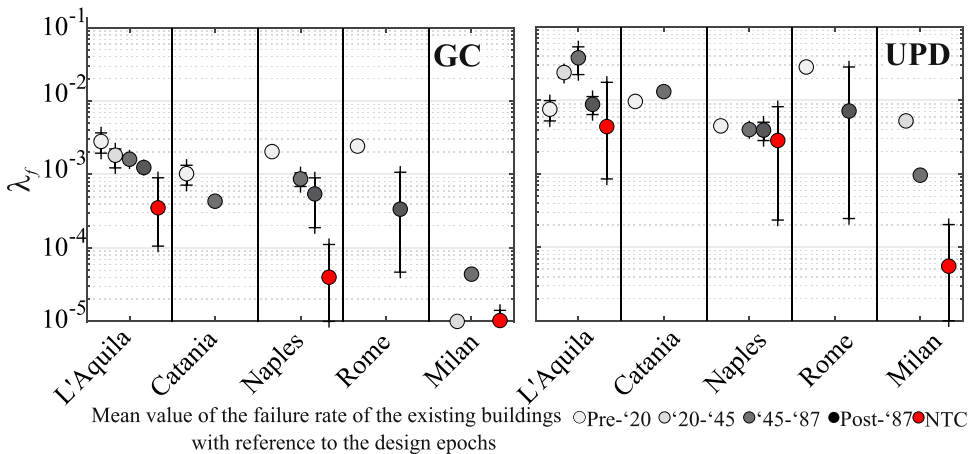 10-1
10-2
10-3
10-4
10-5
λf
GC
UPD
L'Aquila
Catania
Naples
Rome
Milan
L'Aquila
Catania
Naples
Rome
Milan
Mean value of the failure rate of the existing buildings
with reference to the design epochs
Pre-‘20 ‘20-‘45 ‘45-‘87 Post-‘87 NTC